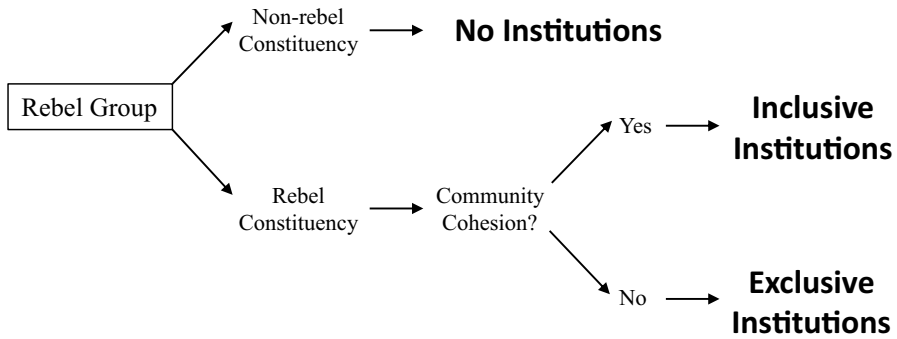 Non-rebel
Constituency
No Institutions
Rebel Group
Yes
Inclusive
Institutions
Rebel
Constituency
Community
Cohesion?
No
Exclusive
Institutions